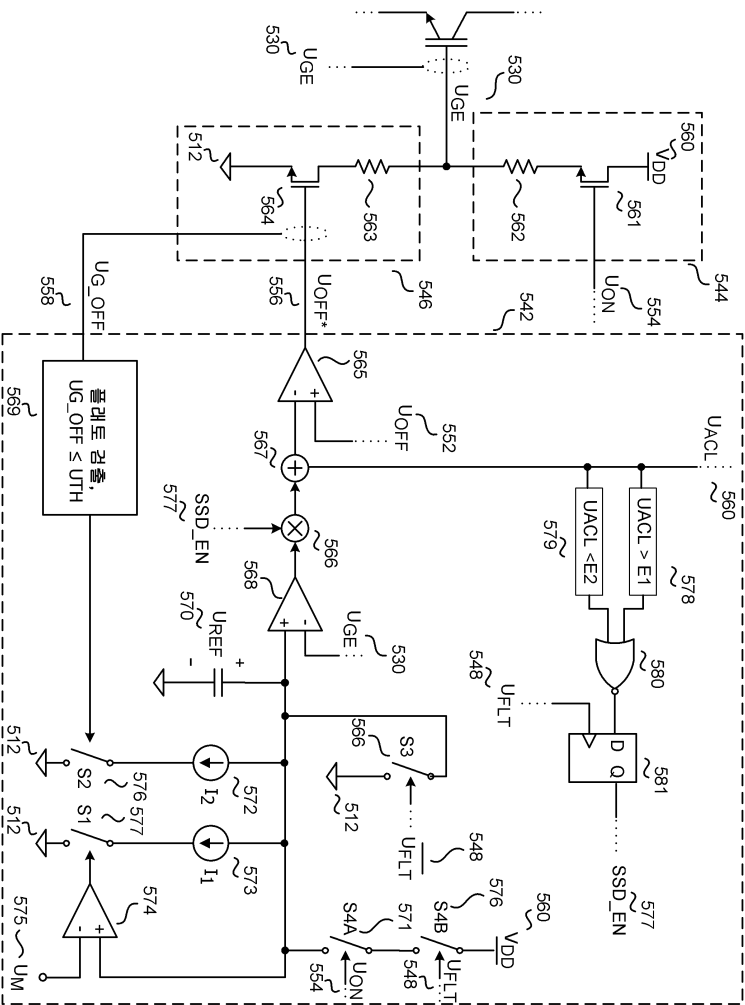 SSD_EN
577
581
D Q
UFLT
548
580
578
UACL > E1
UACL <E2
579
UACL
560
VDD
560
S4B
576
UFLT
548
S4A
571
UON
554
S3
566
UFLT
548
512
UGE
530
568
UREF
570
+
-
I2
572
I1
573
S2
576
S1
577
512
512
574
+
-
UM
575
SSD_EN
577
566
567
UOFF
552
565
+
-
+
-
542
UOFF*
556
플래토 검출,
UG_OFF ≤ UTH
569
UG_OFF
558
UON
554
544
546
VDD
560
561
562
563
564
512
UGE
530
UGE
530